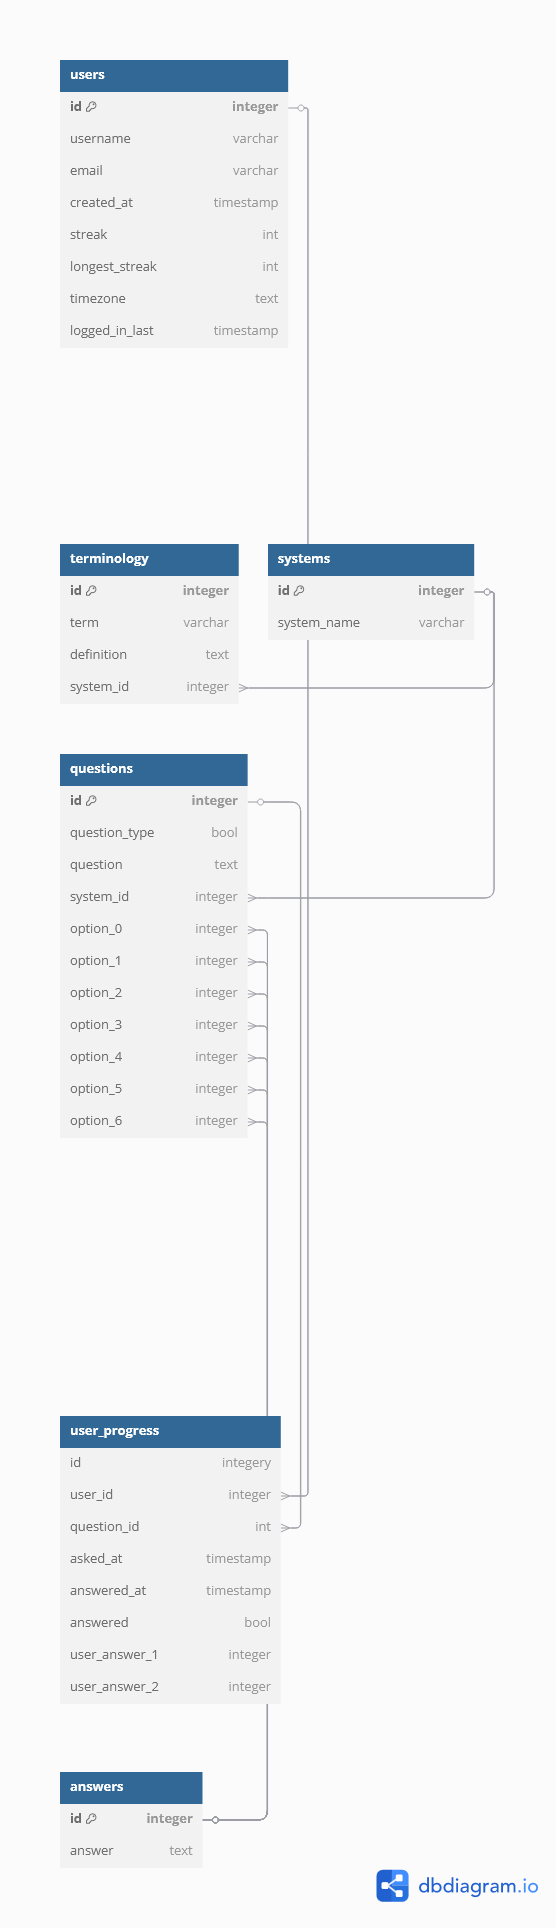 users
id integer
username varchar
email varchar
created_at timestamp
streak int
longest_streak int
timezone text
logged_in_last timestamp
terminology
id integer
term varchar
definition text
system_id integer
systems
id integer
system_name varchar
questions
id integer
question_type bool
question text
system_id integer
option_0 integer
option_1 integer
option_2 integer
option_3 integer
option_4 integer
option_5 integer
option_6 integer
user_progress
id integery
user_id integer
question_id int
asked_at timestamp
answered_at timestamp
answered bool
user_answer_1 integer
user_answer_2 integer
answers
id integer
answer text
dbdiagram.io